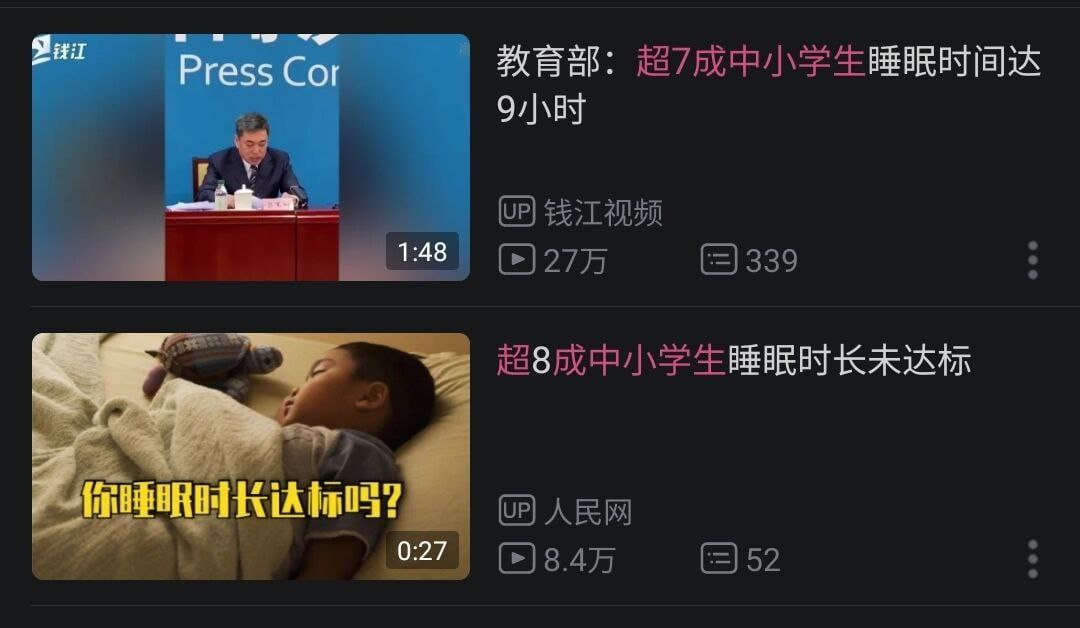 钱江
Press Con
1:48
教育部：超7成中小学生睡眠时间达
9小时
UP 钱江视频
27万
339
你睡眠时长达标吗?
0:27
超8成中小学生睡眠时长未达标
UP 人民网
8.4万
52